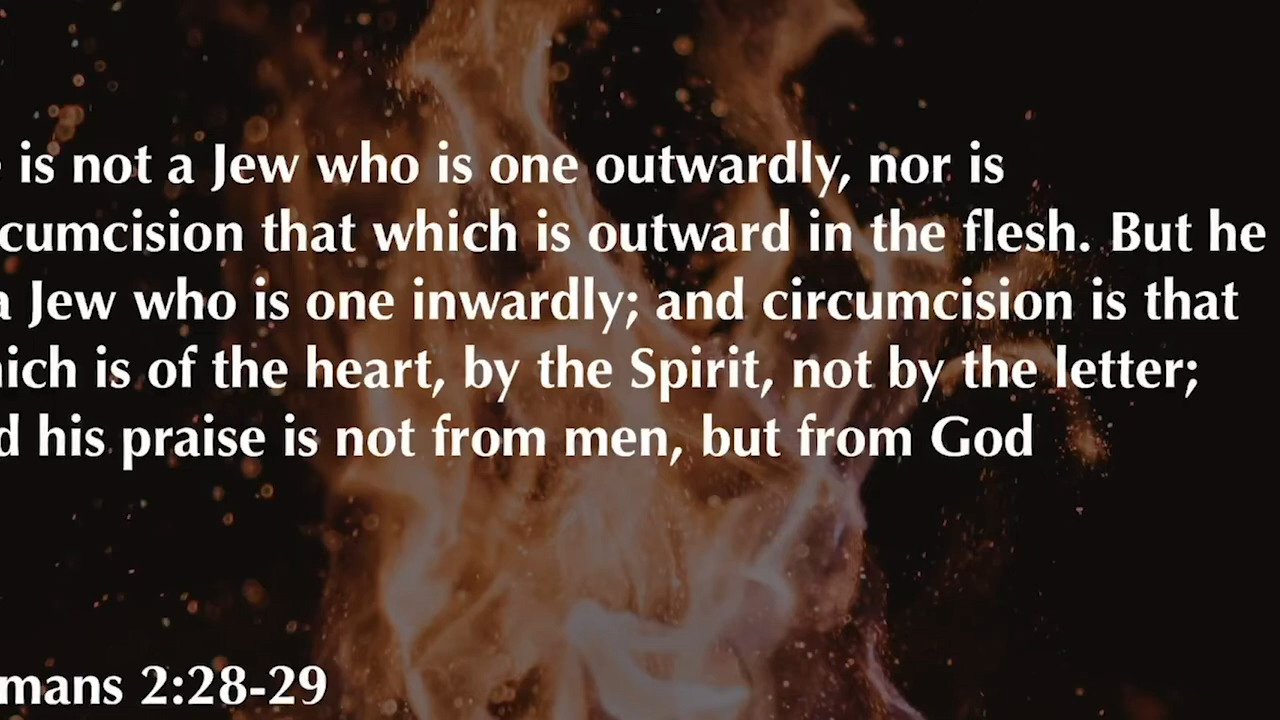 is not a Jew who is one outwardly, nor is
cumcision that which is outward in the flesh. But he
a Jew who is one inwardly; and circumcision is that
ich is of the heart, by the Spirit, not by the letter;
d his praise is not from men, but from God
mans 2:28-29